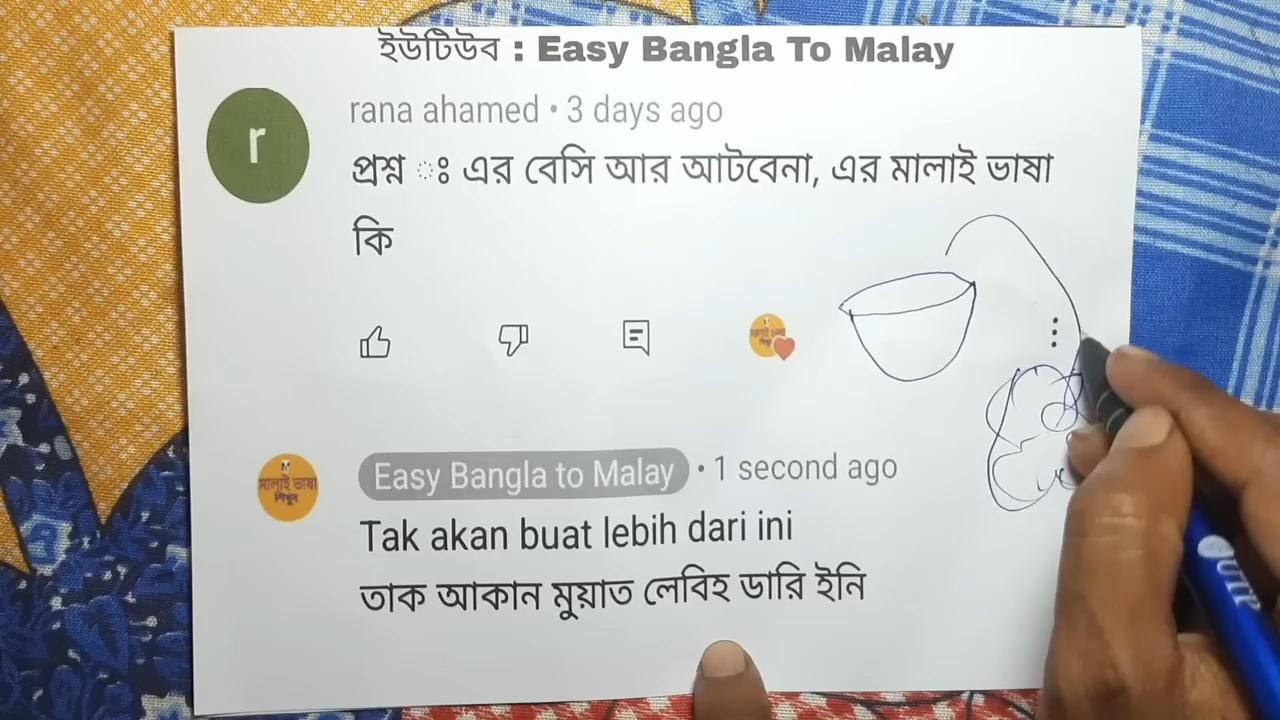 ইউটিউব : Easy Bangla To Malay
rana ahamed • 3 days ago
r
প্রশ্ন ঃ এর বেসি আর আটবেনা, এর মালাই ভাষা
কি
Easy Bangla to Malay • 1 second ago
মালাই ভাষা
শিখুন
Tak akan buat lebih dari ini
তাক আকান মুয়াত লেবিহ ডারি ইনি